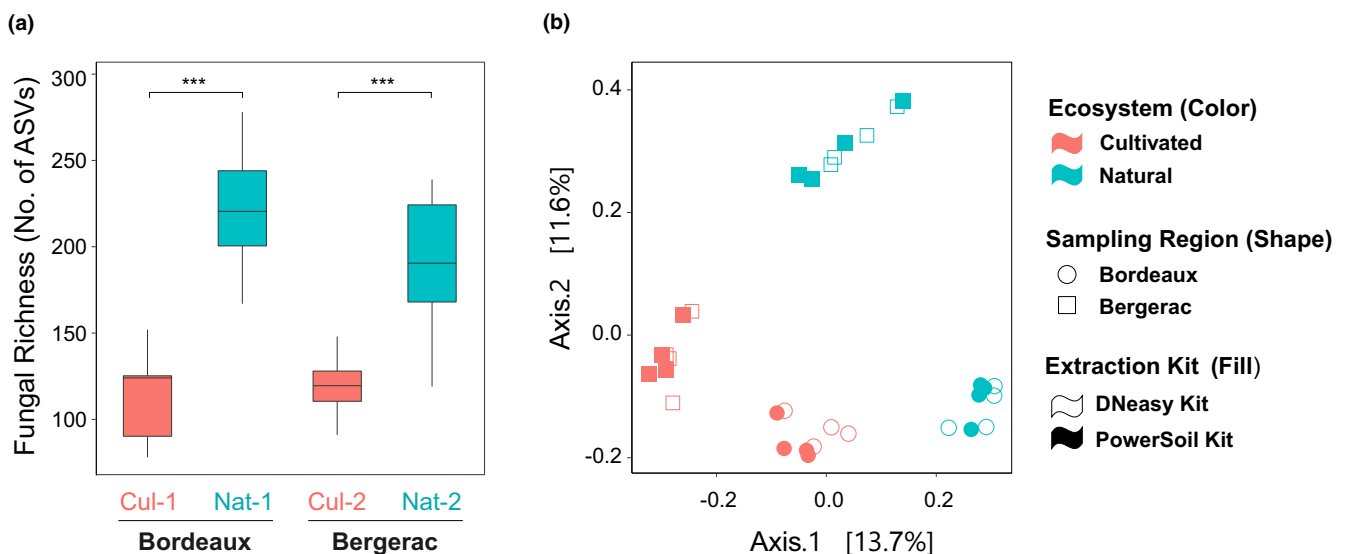 (a)
Fungal Richness (No. of ASVs)
300
250
200
150
100
***
***
Cul-1 Nat-1 Cul-2 Nat-2
Bordeaux Bergerac
(b)
Axis.2 [11.6%]
0.4
0.2
0.0
-0.2
-0.2 0.0 0.2
Axis.1 [13.7%]
Ecosystem (Color)
Cultivated
Natural
Sampling Region (Shape)
Bordeaux
Bergerac
Extraction Kit (Fill)
DNeasy Kit
PowerSoil Kit